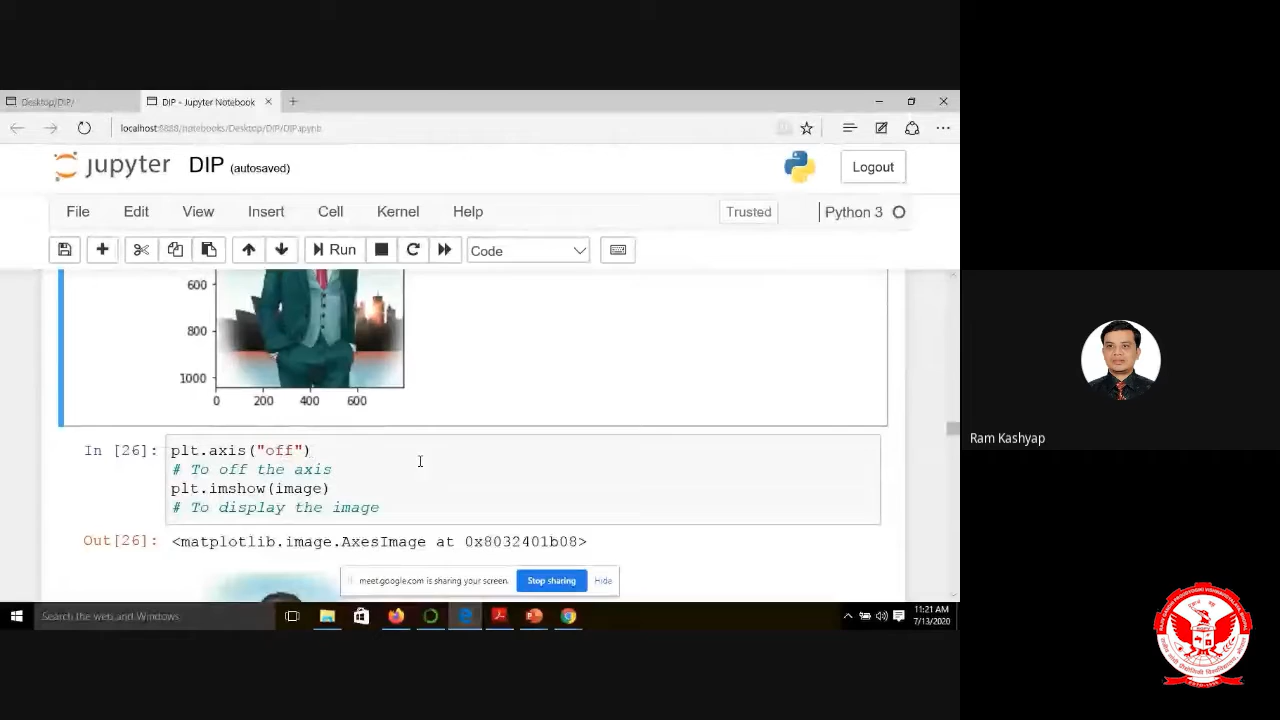 Desktop/DIP/
DIP - Jupyter Notebook
localhost:8888/notebooks/Desktop/DIP/DIP.ipynb
jupyter DIP (autosaved)
Logout
File Edit View Insert Cell Kernel Help
Trusted
Python 3
Run
Code
600
800
1000
0 200 400 600
In [26]: plt.axis("off")
# To off the axis
plt.imshow(image)
# To display the image
Out[26]: <matplotlib.image.AxesImage at 0x8032401b08>
meet.google.com is sharing your screen.
Stop sharing
Hide
Search the web and Windows
11:21 AM
7/13/2020
Ram Kashyap